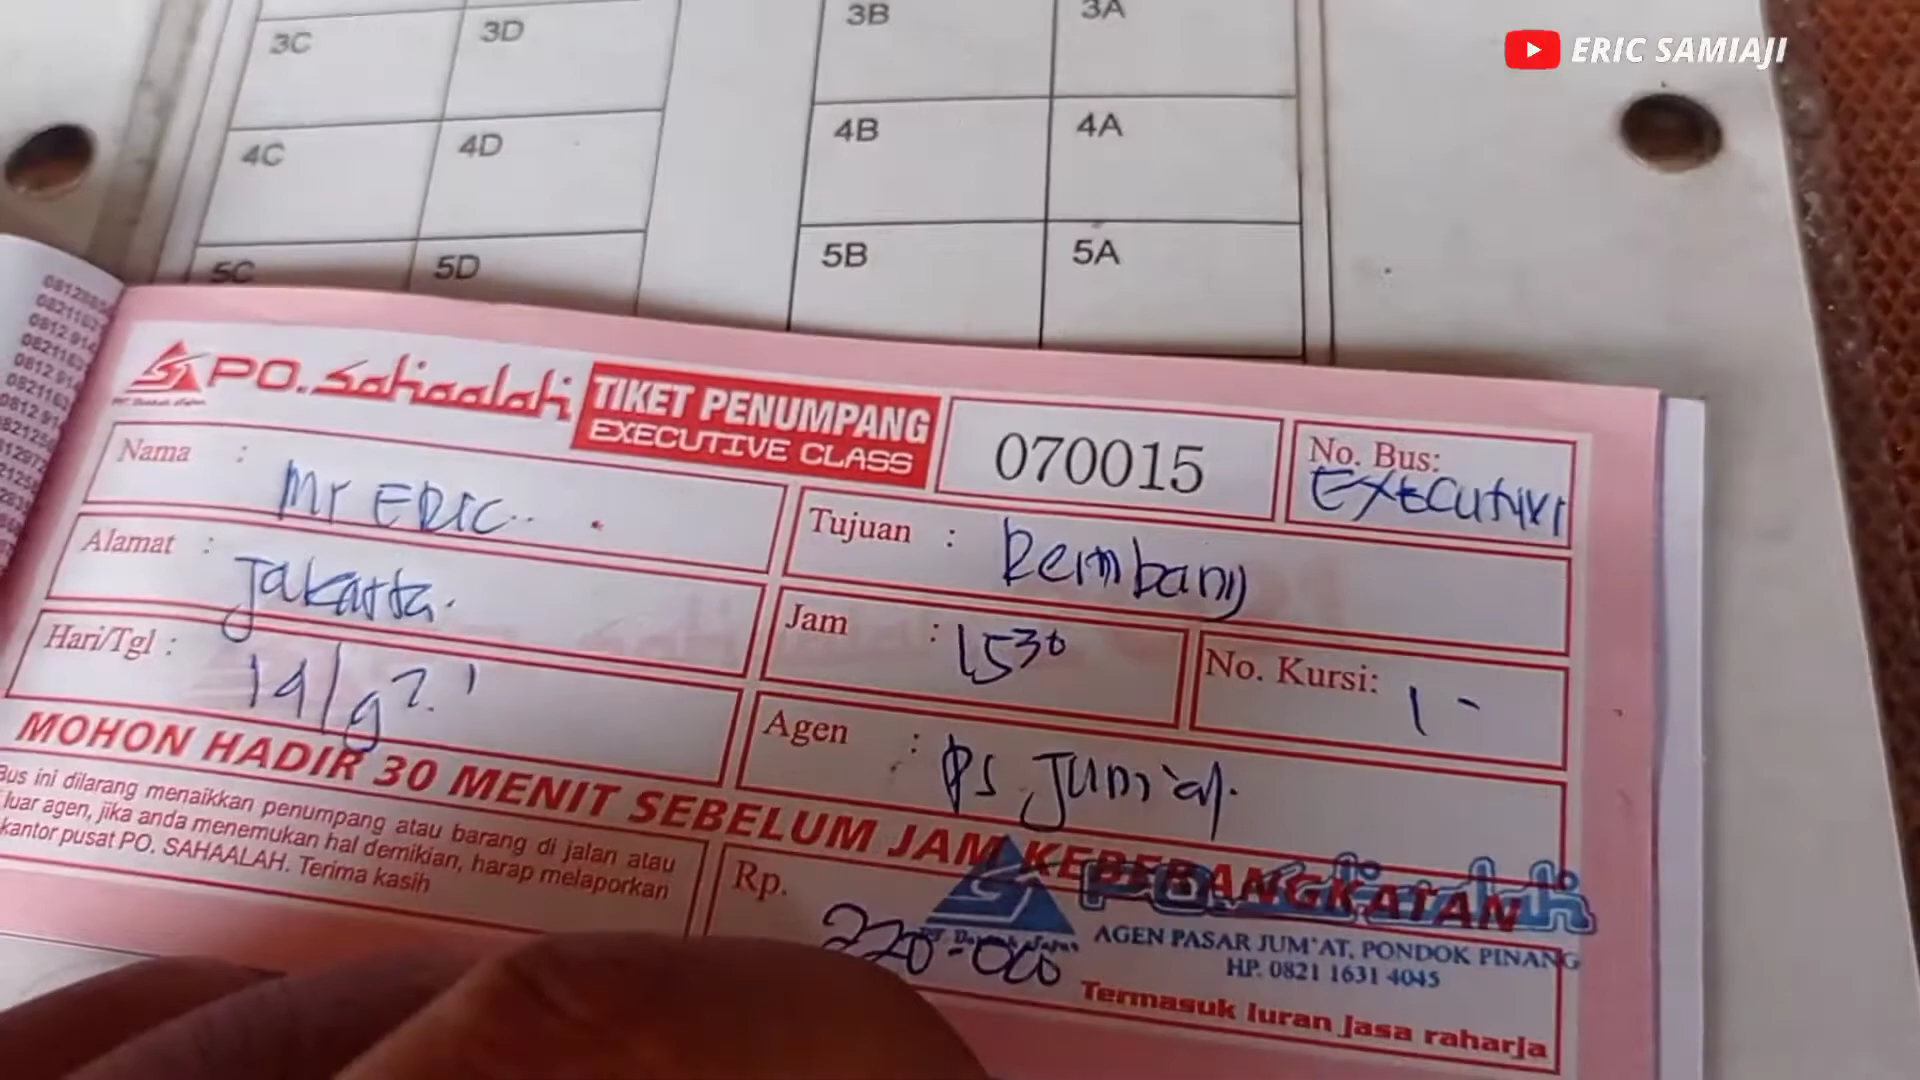 ERIC SAMIAJI
3C 3D 3B 3A
4C 4D 4B 4A
5C 5D 5B 5A
PO. Sahaalah
TIKET PENUMPANG
EXECUTIVE CLASS
070015
No. Bus:
Nama : Mr ERIC
Tujuan : Rembang
Alamat : Jakarta.
Jam : 15 30
No. Kursi: 1 -
Hari/Tgl :
Agen : Ps Jum'at.
MOHON HADIR 30 MENIT SEBELUM JAM KEBERANGKATAN
Bus ini dilarang menaikkan penumpang atau barang di jalan atau
luar agen, jika anda menemukan hal demikian, harap melaporkan
kantor pusat PO. SAHAALAH. Terima kasih
Rp. 220-000
PO. Sahaalah
AGEN PASAR JUM'AT, PONDOK PINANG
HP. 0821 1631 4045
Termasuk Iuran Jasa raharja